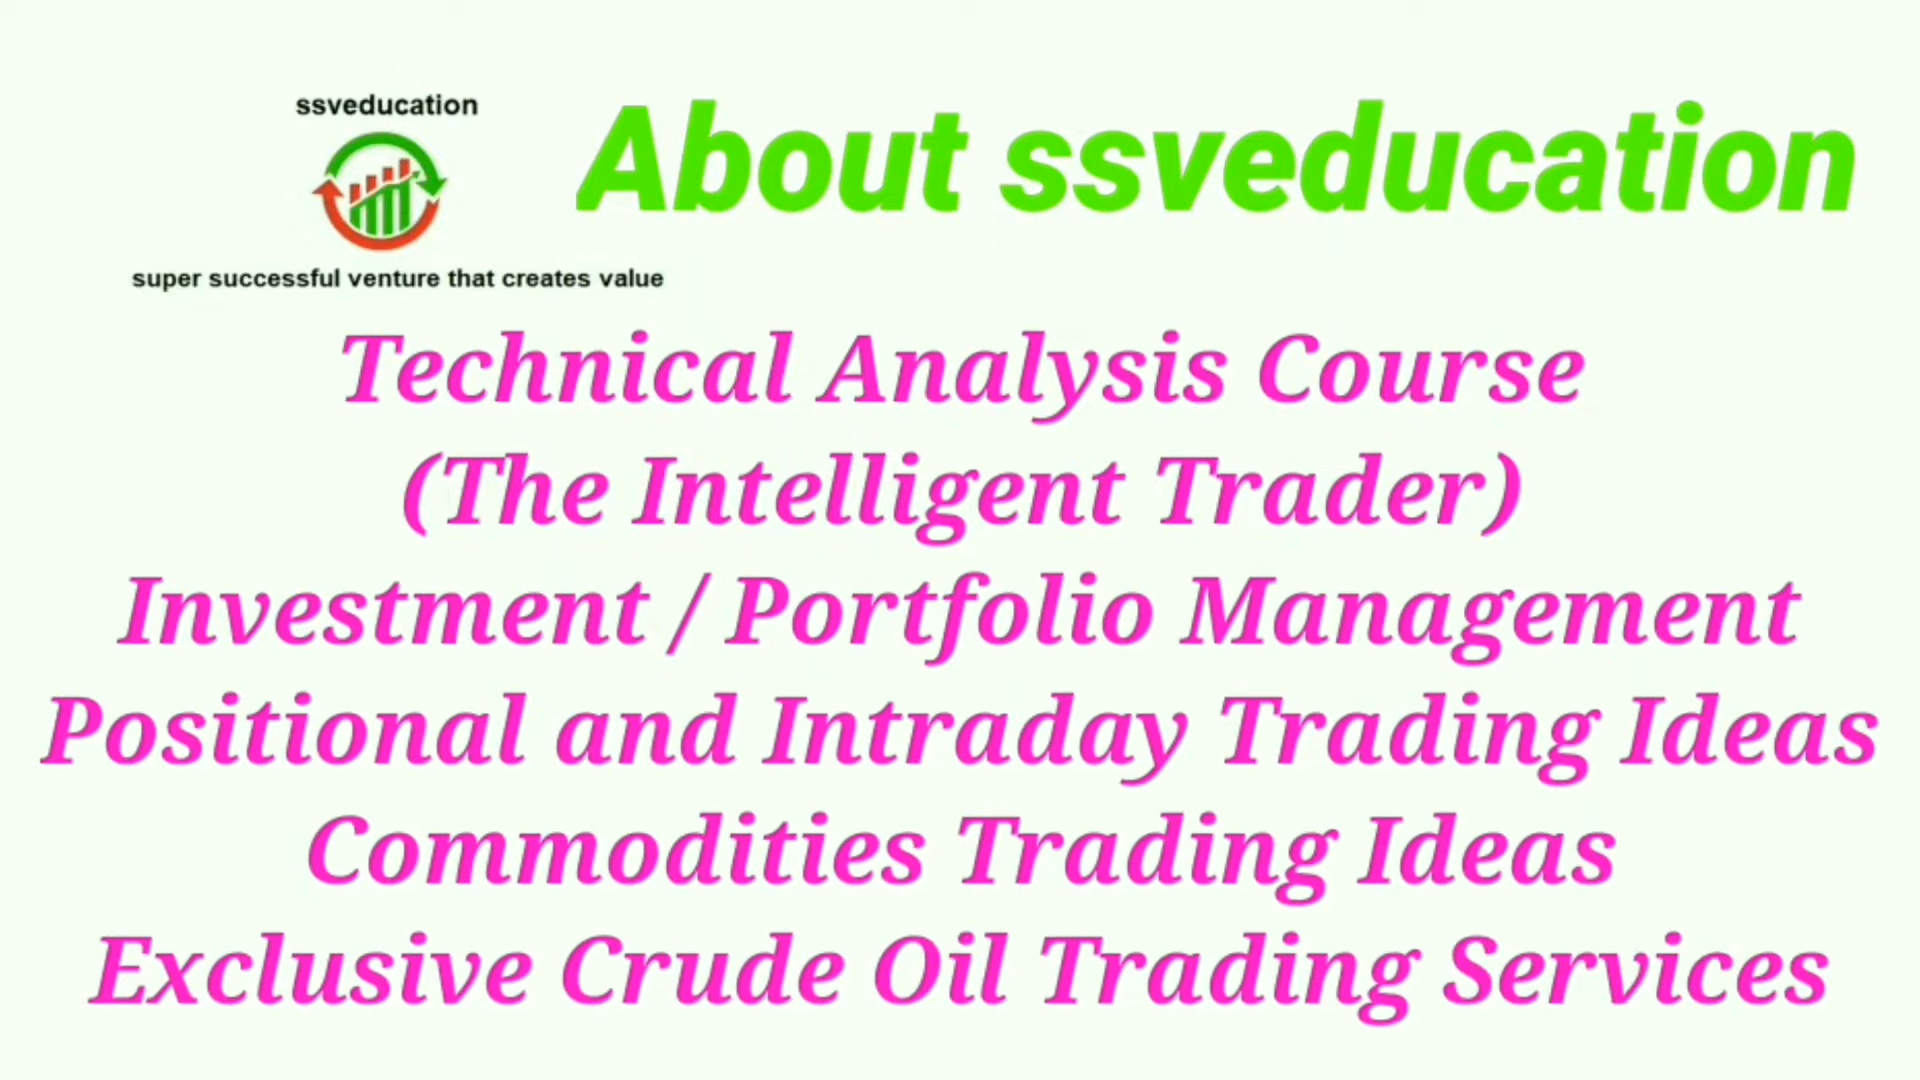 ssveducation
About ssveducation
super successful venture that creates value
Technical Analysis Course
(The Intelligent Trader)
Investment / Portfolio Management
Positional and Intraday Trading Ideas
Commodities Trading Ideas
Exclusive Crude Oil Trading Services